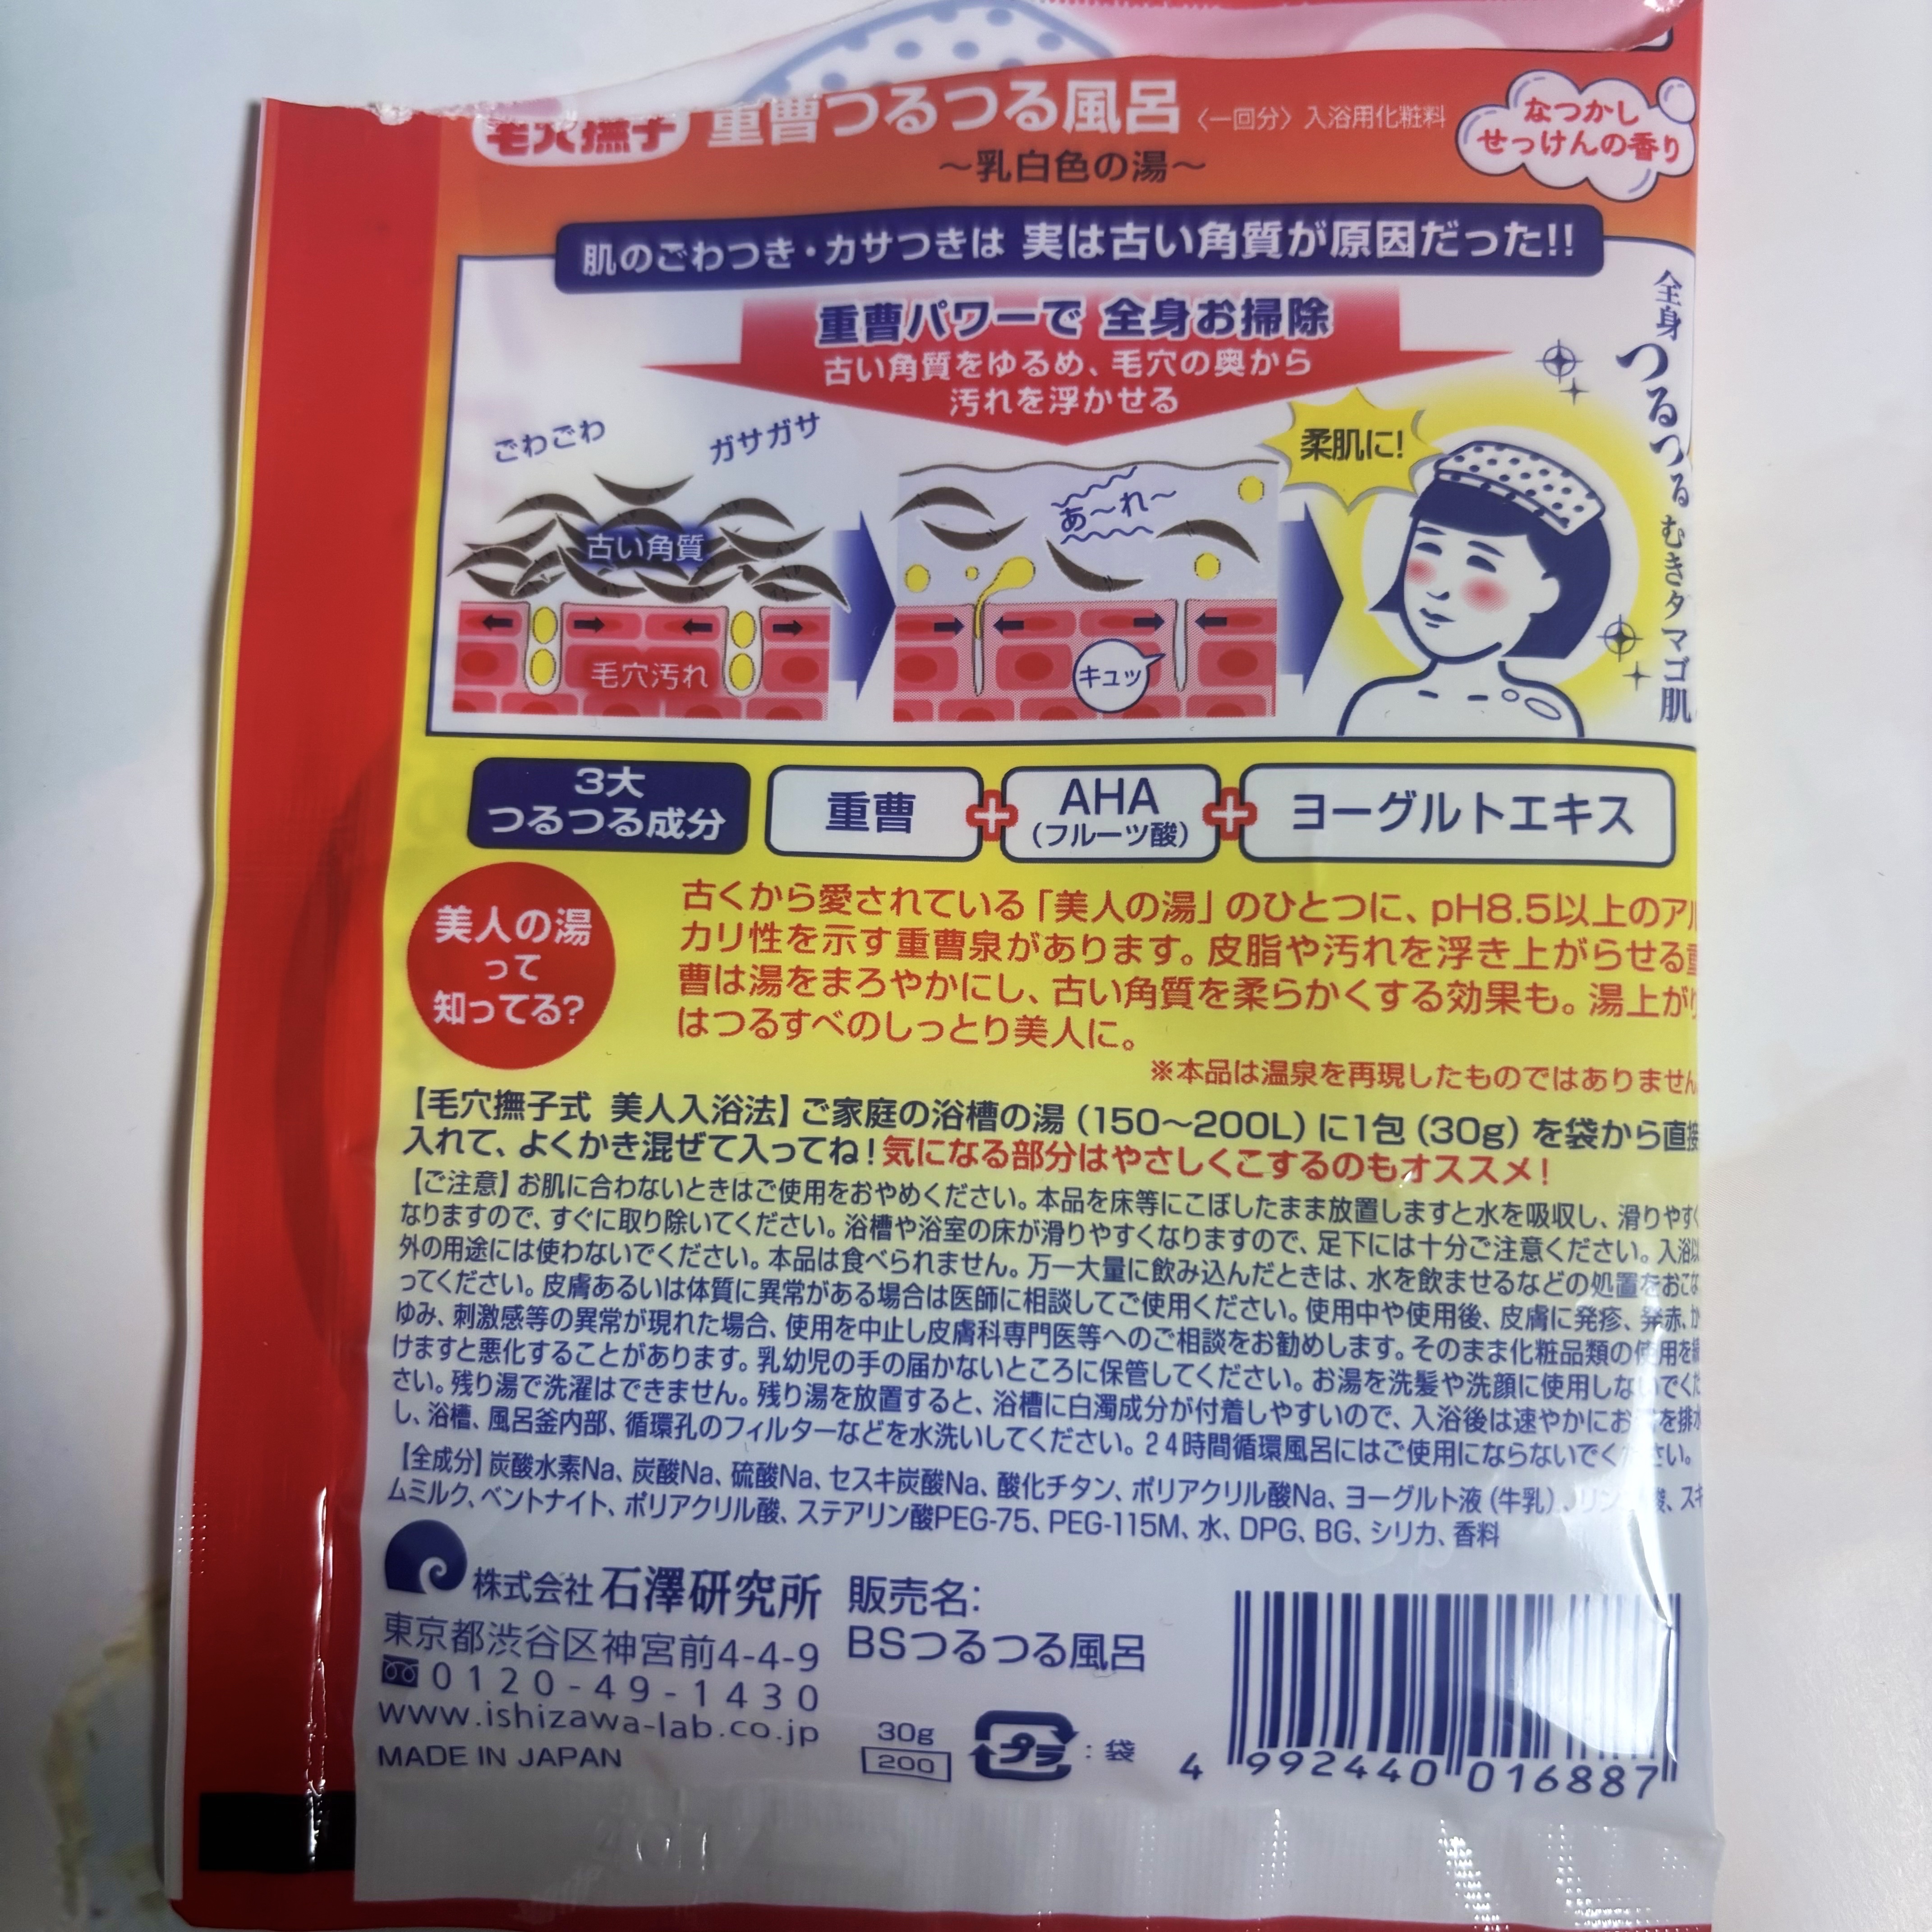 毛穴撫子 重曹つるつる風呂 〈一回分〉入浴用化粧料
～乳白色の湯～
なつかし
せっけんの香り
肌のごわつき・カサつきは 実は古い角質が原因だった!!
重曹パワーで 全身お掃除
古い角質をゆるめ、毛穴の奥から
汚れを浮かせる
ごわごわ
ガサガサ
古い角質
毛穴汚れ
あ～れ～
キュッ
柔肌に!
全身つるつるむきタマゴ肌
3大
つるつる成分
重曹
+
AHA
(フルーツ酸)
+
ヨーグルトエキス
美人の湯
って
知ってる?
古くから愛されている「美人の湯」のひとつに、pH8.5以上のアル
カリ性を示す重曹泉があります。皮脂や汚れを浮き上がらせる重
曹は湯をまろやかにし、古い角質を柔らかくする効果も。湯上がり
はつるすべのしっとり美人に。
※本品は温泉を再現したものではありません
【毛穴撫子式 美人入浴法】ご家庭の浴槽の湯(150～200L)に1包(30g)を袋から直接
入れて、よくかき混ぜて入ってね!気になる部分はやさしくこするのもオススメ!
【ご注意】お肌に合わないときはご使用をおやめください。本品を床等にこぼしたまま放置しますと水を吸収し、滑りやすく
なりますので、すぐに取り除いてください。浴槽や浴室の床が滑りやすくなりますので、足下には十分ご注意ください。入浴以
外の用途には使わないでください。本品は食べられません。万一大量に飲み込んだときは、水を飲ませるなどの処置をおこな
ってください。皮膚あるいは体質に異常がある場合は医師に相談してご使用ください。使用中や使用後、皮膚に発疹、発赤、か
ゆみ、刺激感等の異常が現れた場合、使用を中止し皮膚科専門医等へのご相談をお勧めします。そのまま化粧品類の使用を続
けますと悪化することがあります。乳幼児の手の届かないところに保管してください。お湯を洗髪や洗顔に使用しないでくだ
さい。残り湯で洗濯はできません。残り湯を放置すると、浴槽に白濁成分が付着しやすいので、入浴後は速やかにお湯を排水
し、浴槽、風呂釜内部、循環孔のフィルターなどを水洗いしてください。24時間循環風呂にはご使用にならないでください。
【全成分】炭酸水素Na、炭酸Na、硫酸Na、セスキ炭酸Na、酸化チタン、ポリアクリル酸Na、ヨーグルト液(牛乳)、リンゴ酸、スキ
ムミルク、ベントナイト、ポリアクリル酸、ステアリン酸PEG-75、PEG-115M、水、DPG、BG、シリカ、香料
株式会社 石澤研究所
東京都渋谷区神宮前4-4-9
0120-49-1430
www.ishizawa-lab.co.jp
MADE IN JAPAN
販売名:
BSつるつる風呂
30g
200
プラ : 袋
4 992440 016887